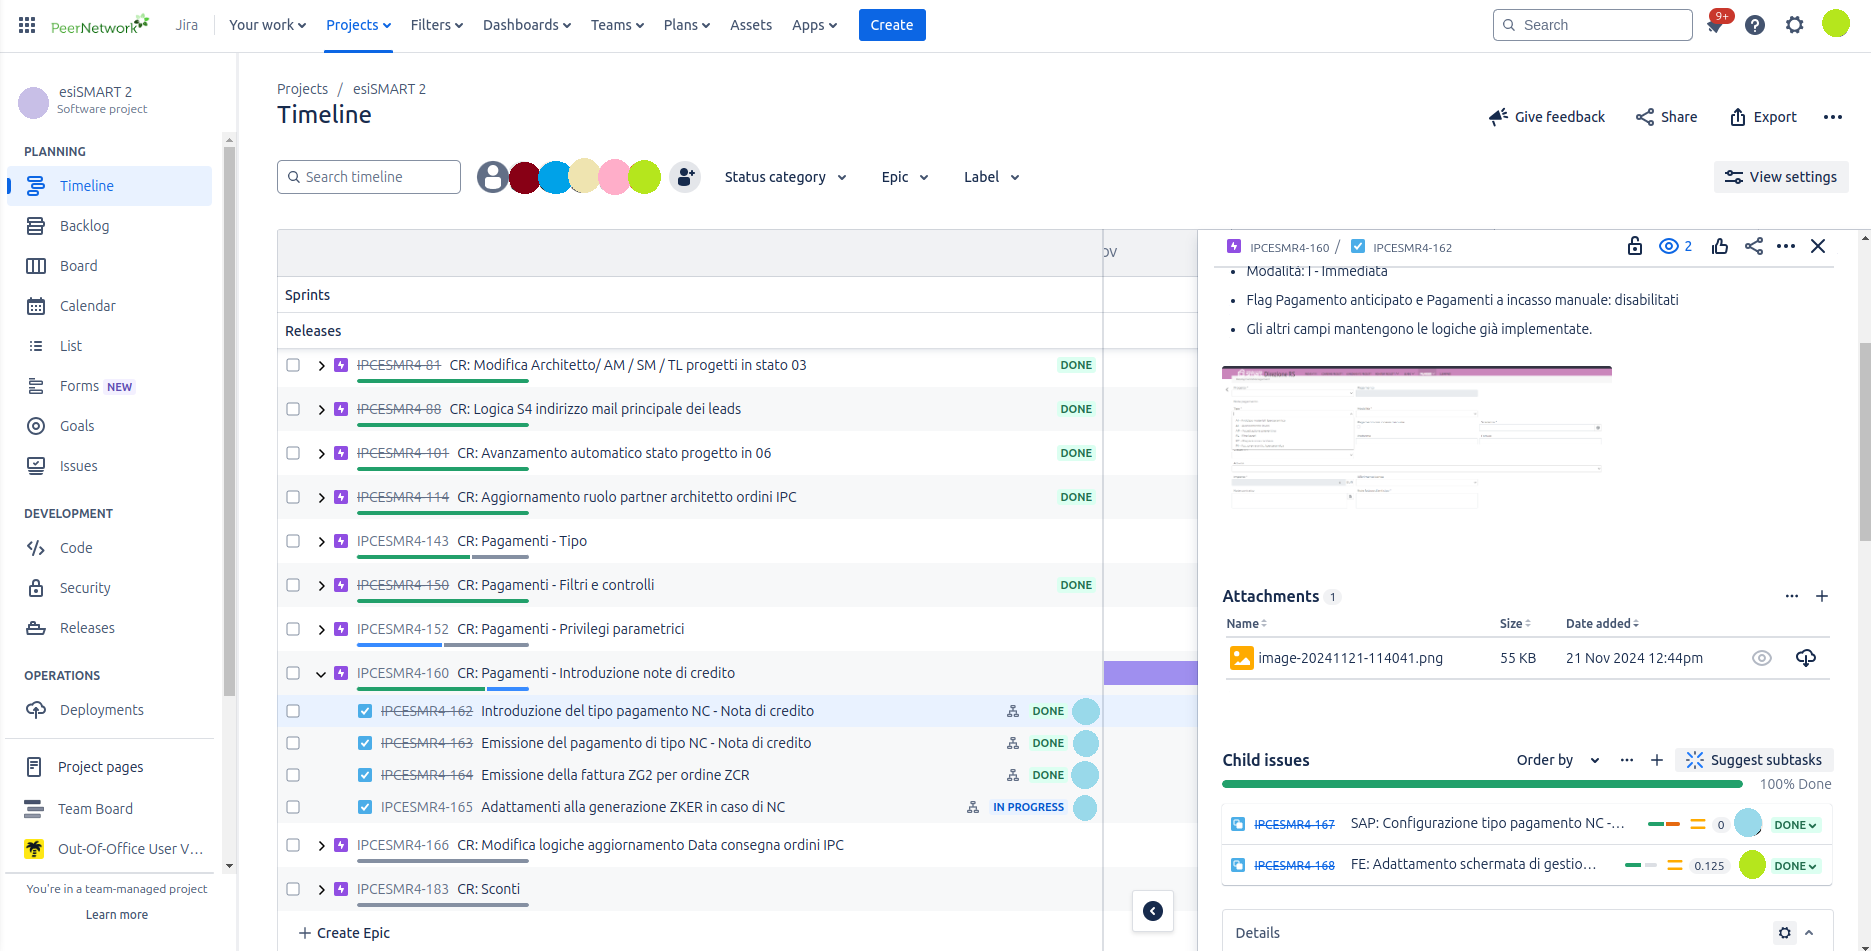 PeerNetwork
Jira
Your work
Projects
Filters
Dashboards
Teams
Plans
Assets
Apps
Create
Search
9+
esiSMART 2
Software project
PLANNING
Timeline
Backlog
Board
Calendar
List
Forms NEW
Goals
Issues
DEVELOPMENT
Code
Security
Releases
OPERATIONS
Deployments
Project pages
Team Board
Out-Of-Office User V...
You're in a team-managed project
Learn more
Projects / esiSMART 2
Timeline
Give feedback
Share
Export
Search timeline
Status category
Epic
Label
View settings
OV
Sprints
Releases
IPCESMR4-81 CR: Modifica Architetto/ AM / SM / TL progetti in stato 03 DONE
IPCESMR4-88 CR: Logica S4 indirizzo mail principale dei leads DONE
IPCESMR4-101 CR: Avanzamento automatico stato progetto in 06 DONE
IPCESMR4-114 CR: Aggiornamento ruolo partner architetto ordini IPC DONE
IPCESMR4-143 CR: Pagamenti - Tipo
IPCESMR4-150 CR: Pagamenti - Filtri e controlli DONE
IPCESMR4-152 CR: Pagamenti - Privilegi parametrici
IPCESMR4-160 CR: Pagamenti - Introduzione note di credito
IPCESMR4-162 Introduzione del tipo pagamento NC - Nota di credito DONE
IPCESMR4-163 Emissione del pagamento di tipo NC - Nota di credito DONE
IPCESMR4-164 Emissione della fattura ZG2 per ordine ZCR DONE
IPCESMR4-165 Adattamenti alla generazione ZKER in caso di NC IN PROGRESS
IPCESMR4-166 CR: Modifica logiche aggiornamento Data consegna ordini IPC
IPCESMR4-183 CR: Sconti
+ Create Epic
IPCESMR4-160 / IPCESMR4-162
2
• Modalità: I - Immediata
• Flag Pagamento anticipato e Pagamenti a incasso manuale: disabilitati
• Gli altri campi mantengono le logiche già implementate.
Attachments 1
Name Size Date added
image-20241121-114041.png 55 KB 21 Nov 2024 12:44pm
Child issues
Order by
Suggest subtasks
100% Done
IPCESMR4-167 SAP: Configurazione tipo pagamento NC -... 0 DONE
IPCESMR4-168 FE: Adattamento schermata di gestio... 0.125 DONE
Details